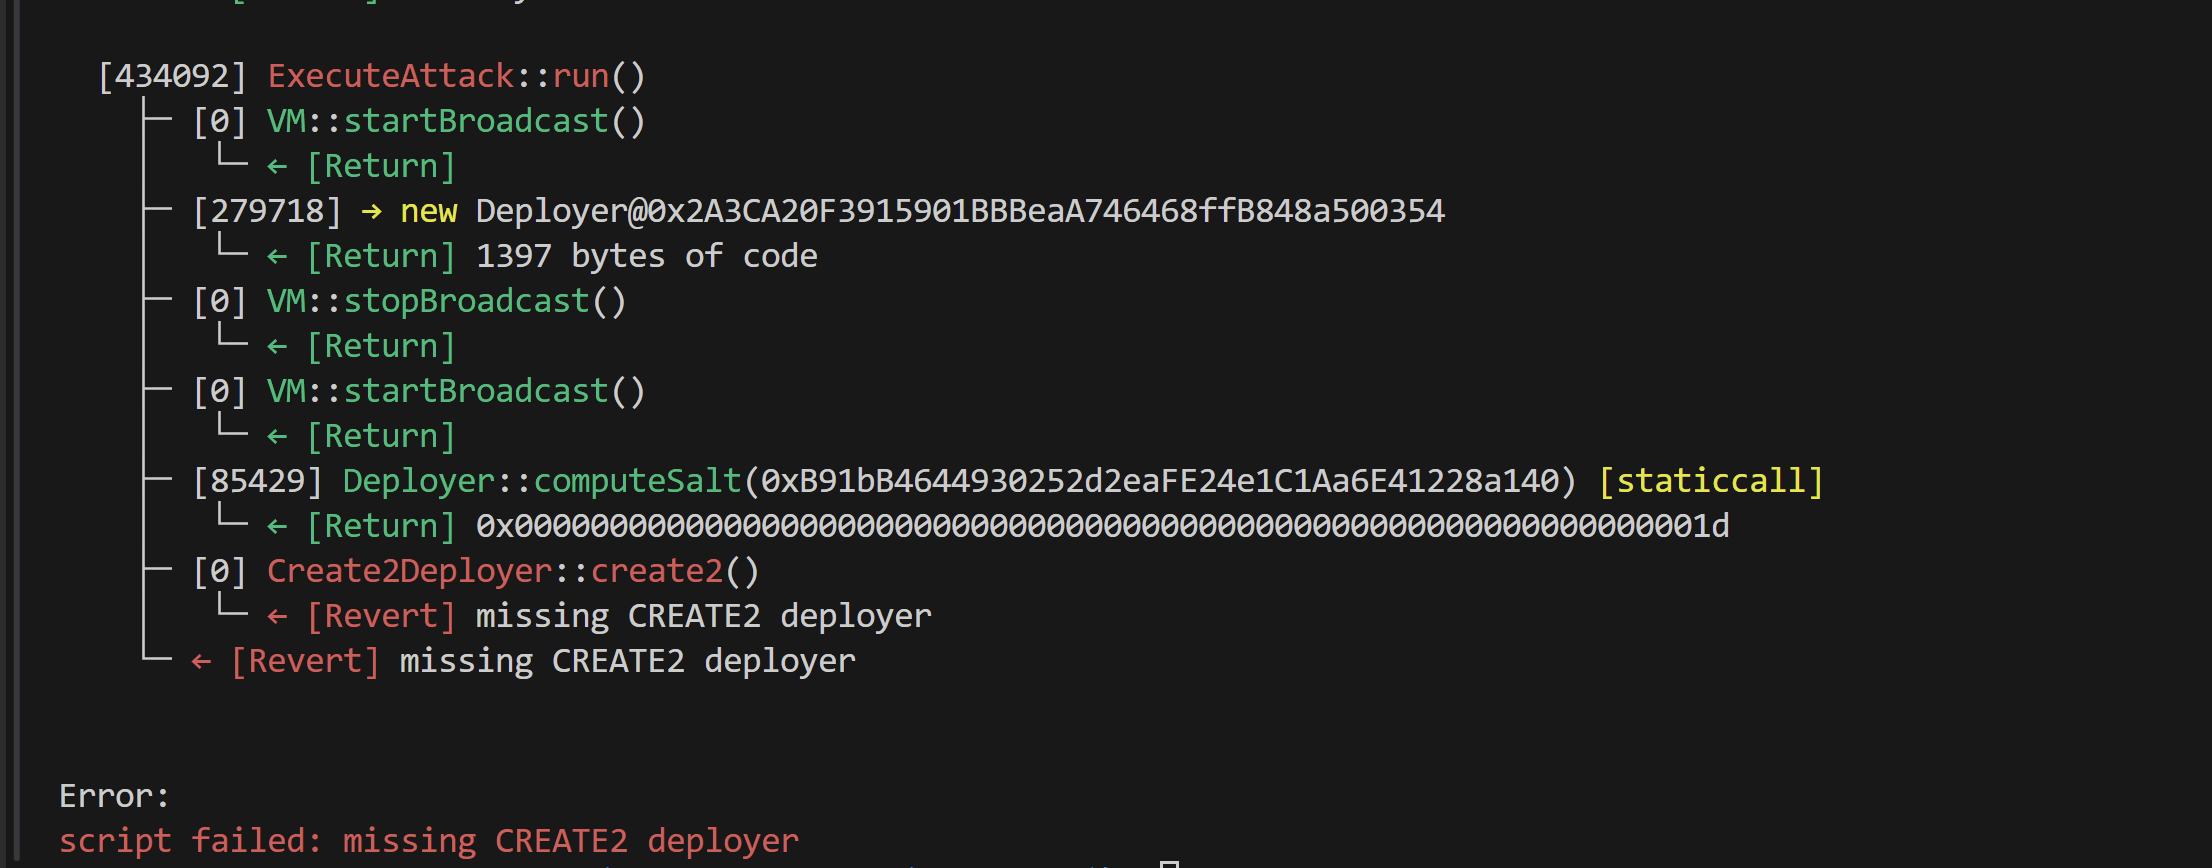 [434092] ExecuteAttack::run()
├─ [0] VM::startBroadcast()
│   └─ ← [Return]
├─ [279718] → new Deployer@0x2A3CA20F3915901BBBeaA746468ffB848a500354
│   └─ ← [Return] 1397 bytes of code
├─ [0] VM::stopBroadcast()
│   └─ ← [Return]
├─ [0] VM::startBroadcast()
│   └─ ← [Return]
├─ [85429] Deployer::computeSalt(0xB91bB4644930252d2eaFE24e1C1Aa6E41228a140) [staticcall]
│   └─ ← [Return] 0x000000000000000000000000000000000000000000000000000000000000001d
├─ [0] Create2Deployer::create2()
│   └─ ← [Revert] missing CREATE2 deployer
└─ ← [Revert] missing CREATE2 deployer
Error:
script failed: missing CREATE2 deployer